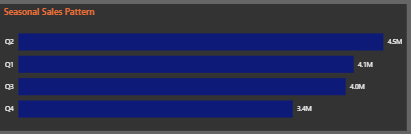 Seasonal Sales Pattern
Q2 4.5M
Q1 4.1M
Q3 4.0M
Q4 3.4M